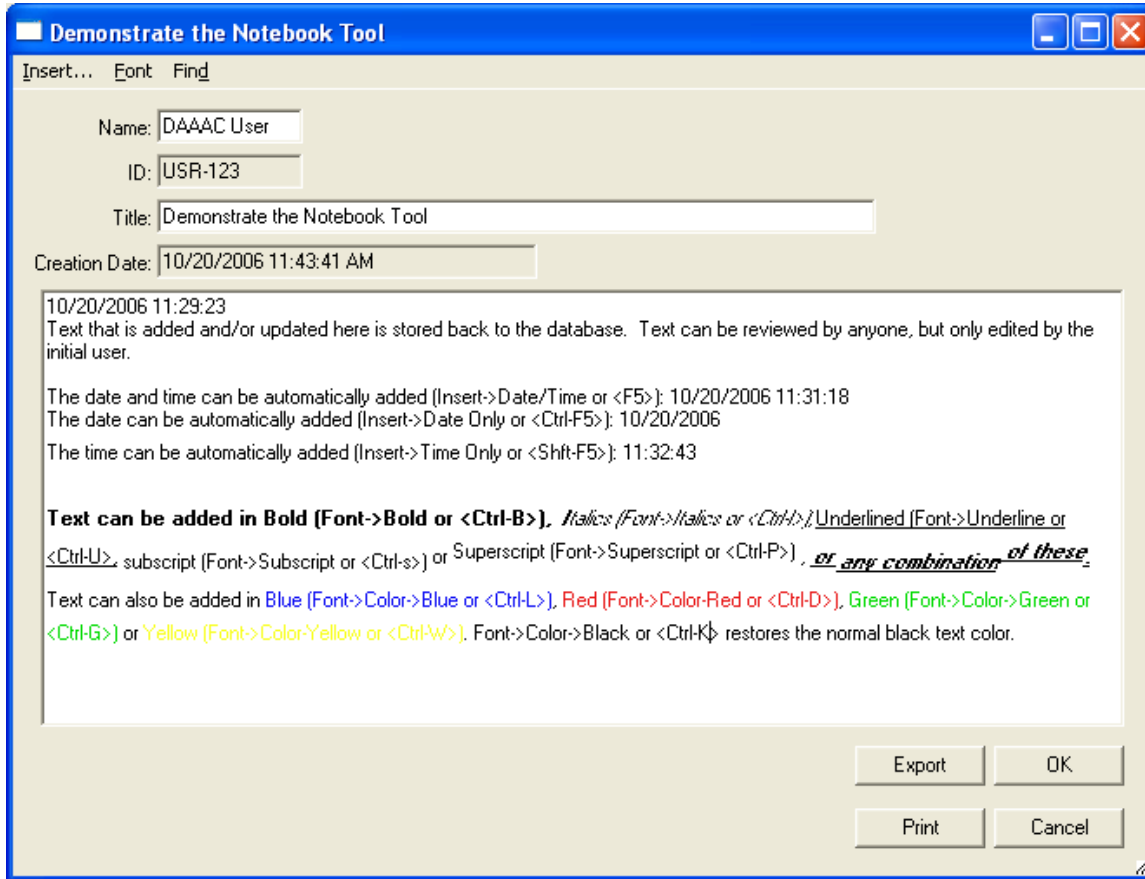 Demonstrate the Notebook Tool
Insert... Font Find
Name: DAAAC User
ID: USR-123
Title: Demonstrate the Notebook Tool
Creation Date: 10/20/2006 11:43:41 AM
10/20/2006 11:29:23
Text that is added and/or updated here is stored back to the database.  Text can be reviewed by anyone, but only edited by the
initial user.
The date and time can be automatically added (Insert->Date/Time or <F5>): 10/20/2006 11:31:18
The date can be automatically added (Insert->Date Only or <Ctrl-F5>): 10/20/2006
The time can be automatically added (Insert->Time Only or <Shft-F5>): 11:32:43
Text can be added in Bold (Font->Bold or <Ctrl-B>), Italics (Font->Italics or <Ctrl-I>),Underlined (Font->Underline or
<Ctrl-U>, subscript (Font->Subscript or <Ctrl-s>) or Superscript (Font->Superscript or <Ctrl-P>) , or any combination of these.
Text can also be added in Blue (Font->Color->Blue or <Ctrl-L>), Red (Font->Color-Red or <Ctrl-D>), Green (Font->Color->Green or
<Ctrl-G>) or Yellow (Font->Color-Yellow or <Ctrl-W>). Font->Color->Black or <Ctrl-K> restores the normal black text color.
Export OK
Print Cancel